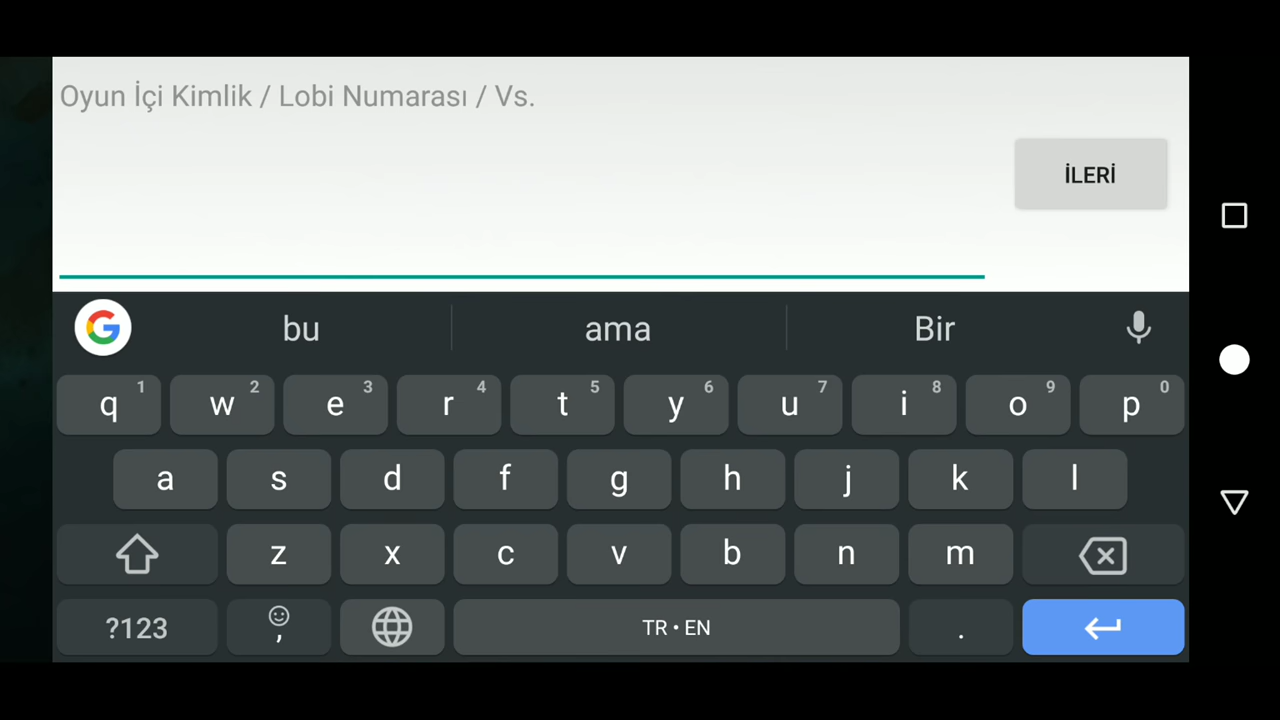 Oyun İçi Kimlik / Lobi Numarası / Vs.
İLERİ
bu ama Bir
q 1 w 2 e 3 r 4 t 5 y 6 u 7 i 8 o 9 p 0
a s d f g h j k l
z x c v b n m
?123 , TR • EN .